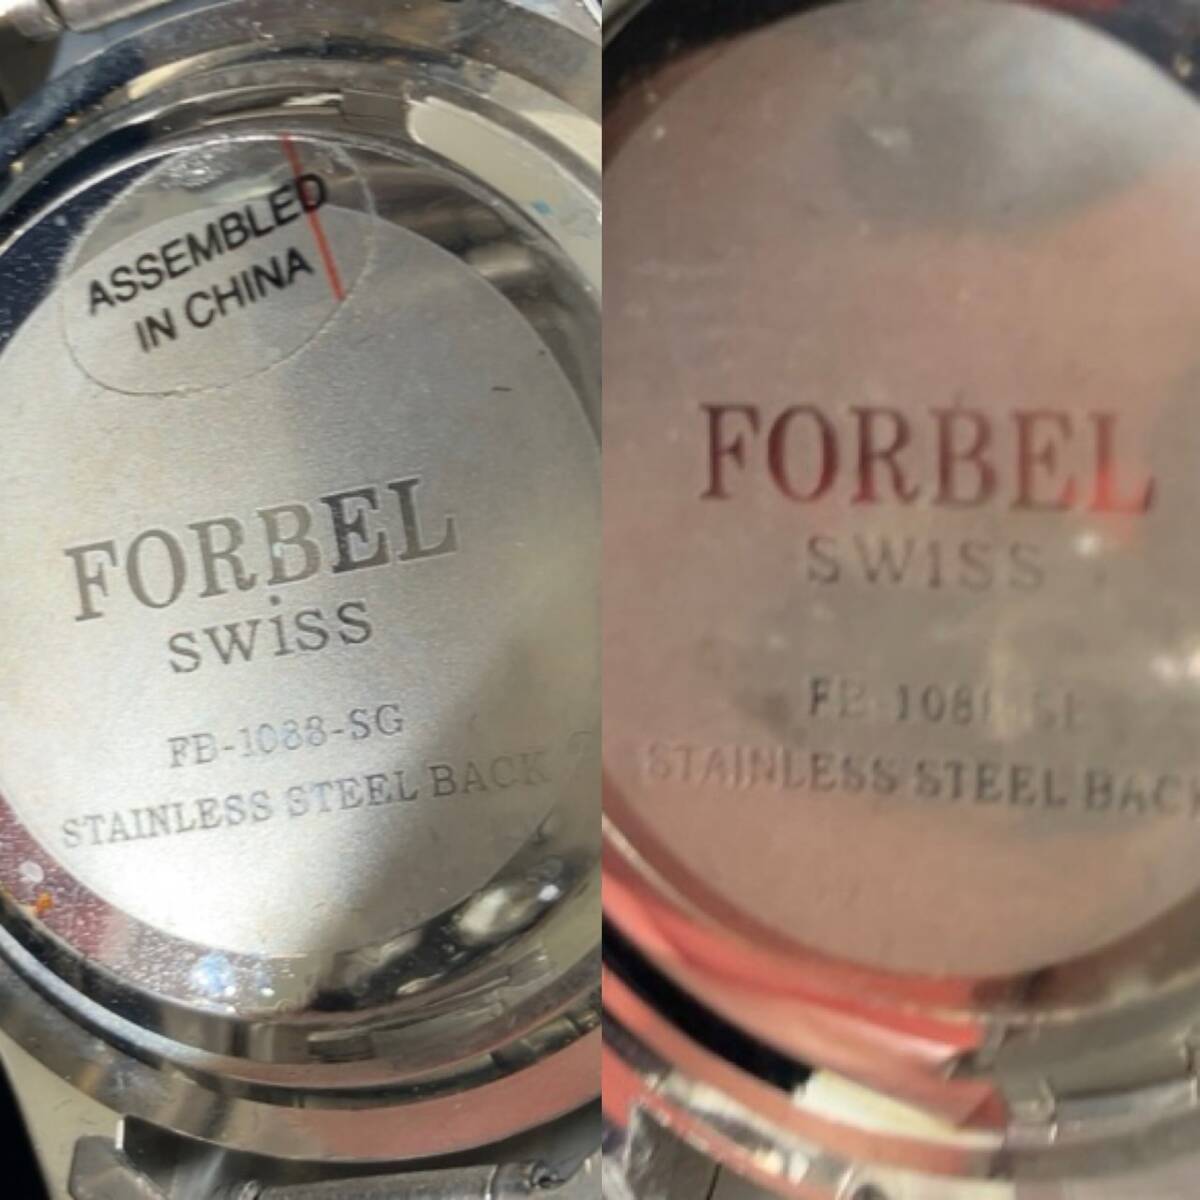 ASSEMBLED
IN CHINA
FORBEL
swiss
FB-1088-SG
STAINLESS STEEL BACK
FORBEL
SWiSS
STAINLESS STEEL BACK